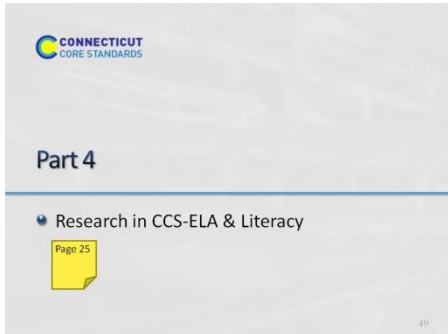 CONNECTICUT
CORE STANDARDS
Part 4
Research in CCS-ELA & Literacy
Page 25
49